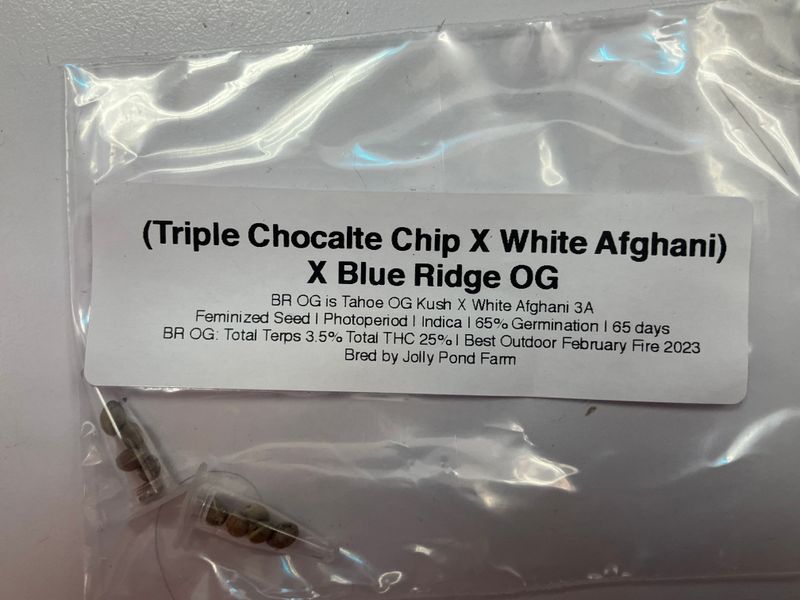 (Triple Chocalte Chip X White Afghani)
X Blue Ridge OG
BR OG is Tahoe OG Kush X White Afghani 3A
Feminized Seed | Photoperiod | Indica | 65% Germination | 65 days
BR OG: Total Terps 3.5% Total THC 25% | Best Outdoor February Fire 2023
Bred by Jolly Pond Farm